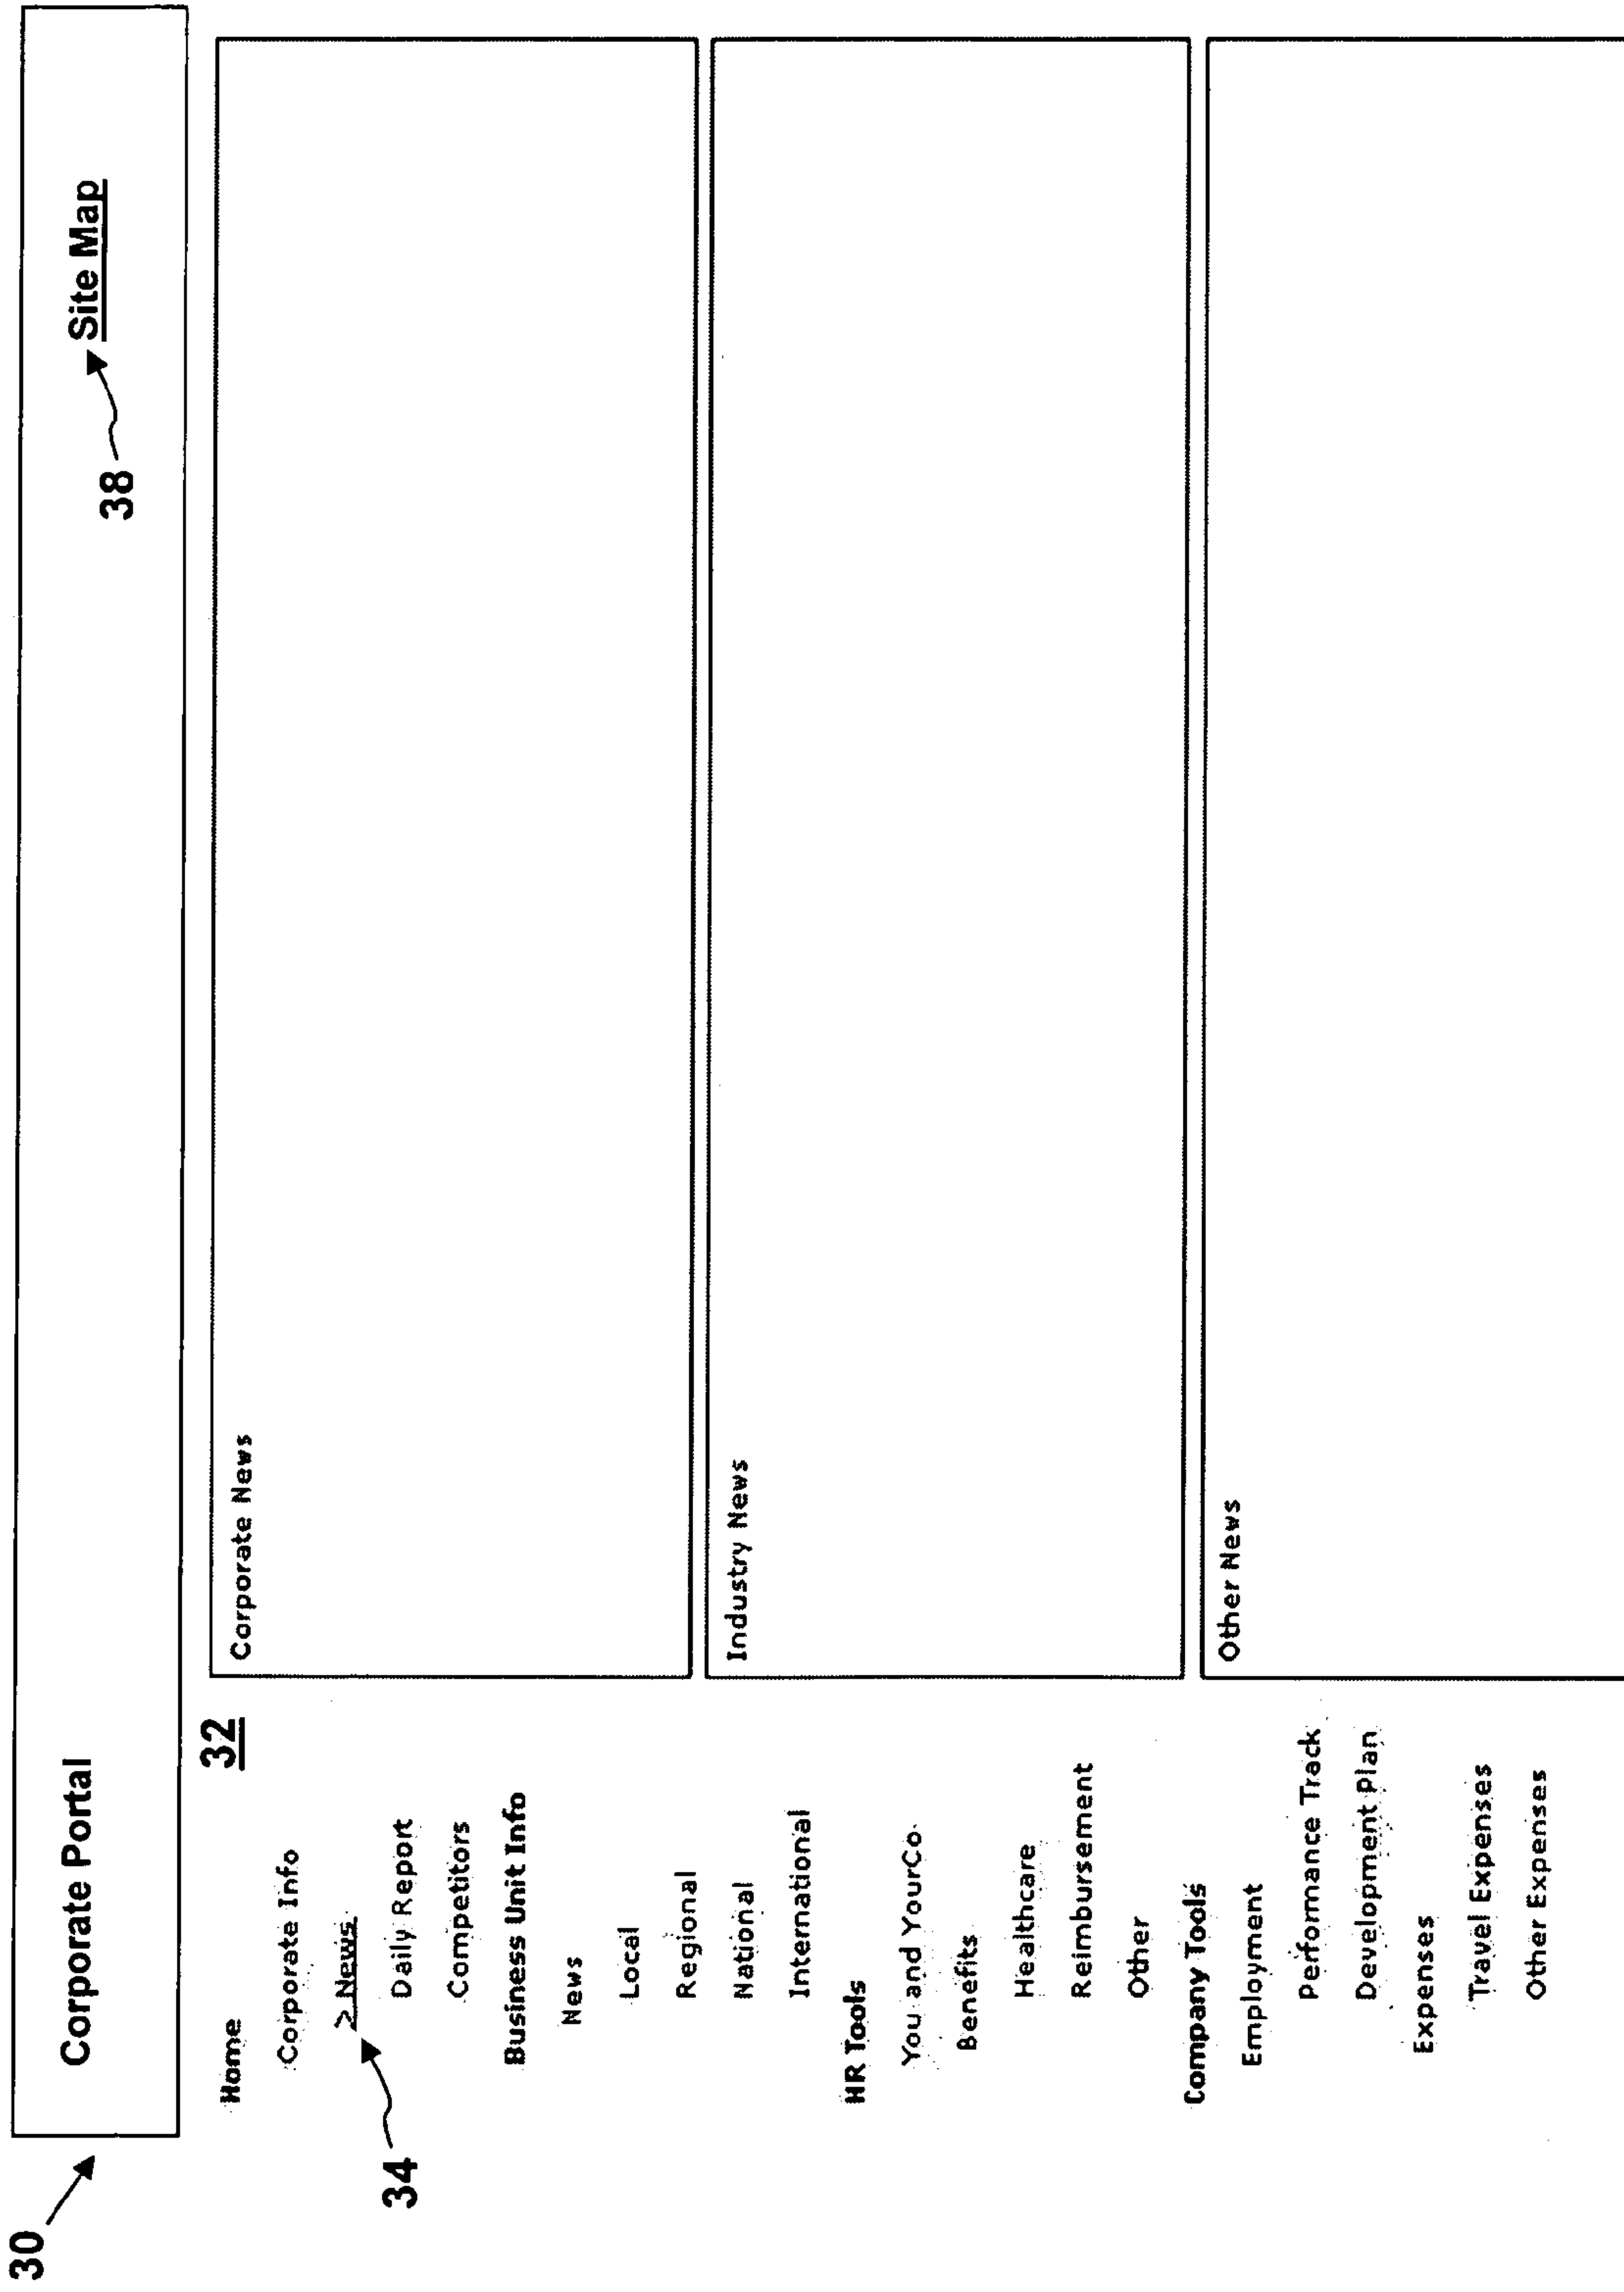 30
Corporate Portal
38
Site Map
32
Home
Corporate Info
> News
34
Daily Report
Competitors
Business Unit Info
News
Local
Regional
National
International
HR Tools
You and YourCo
Benefits
Healthcare
Reimbursement
Other
Company Tools
Employment
Performance Track
Development Plan
Expenses
Travel Expenses
Other Expenses
Corporate News
Industry News
Other News